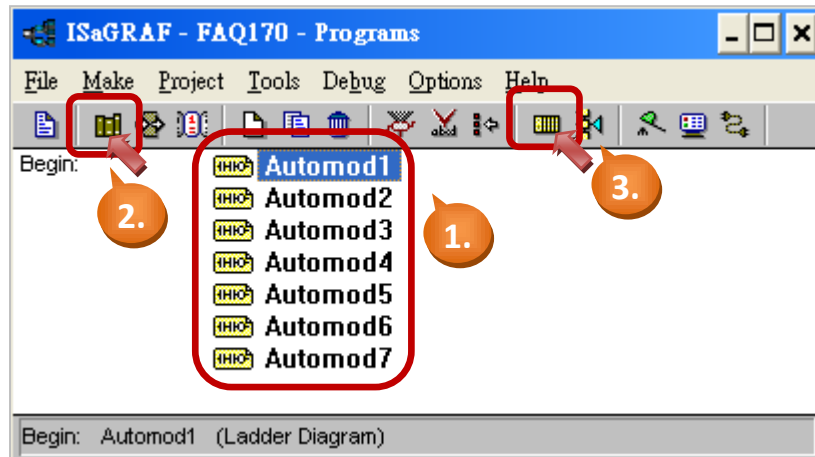 ISaGRAF - FAQ170 - Programs
File Make Project Tools Debug Options Help
Begin:
Automod1
Automod2
Automod3
Automod4
Automod5
Automod6
Automod7
1.
2.
3.
Begin: Automod1 (Ladder Diagram)